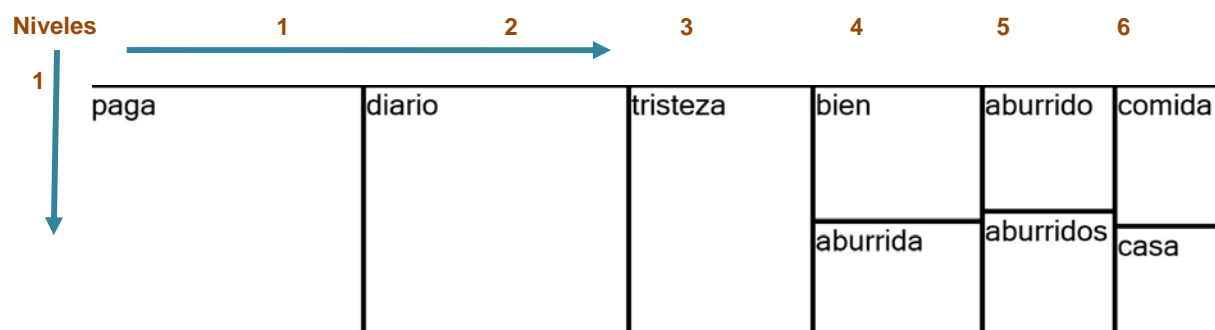 Niveles 1 2 3 4 5 6
1
paga diario tristeza bien aburrido comida
aburrida aburridos casa